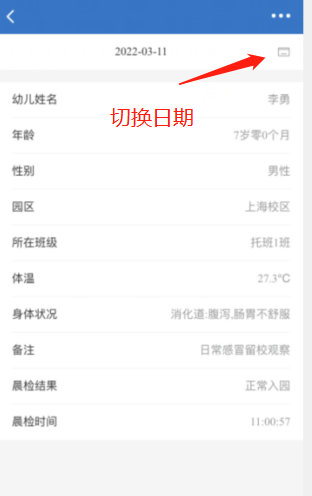 2022-03-11
切换日期
幼儿姓名 李勇
年龄 7岁零0个月
性别 男性
园区 上海校区
所在班级 托班1班
体温 27.3℃
身体状况 消化道:腹泻,肠胃不舒服
备注 日常感冒留校观察
晨检结果 正常入园
晨检时间 11:00:57